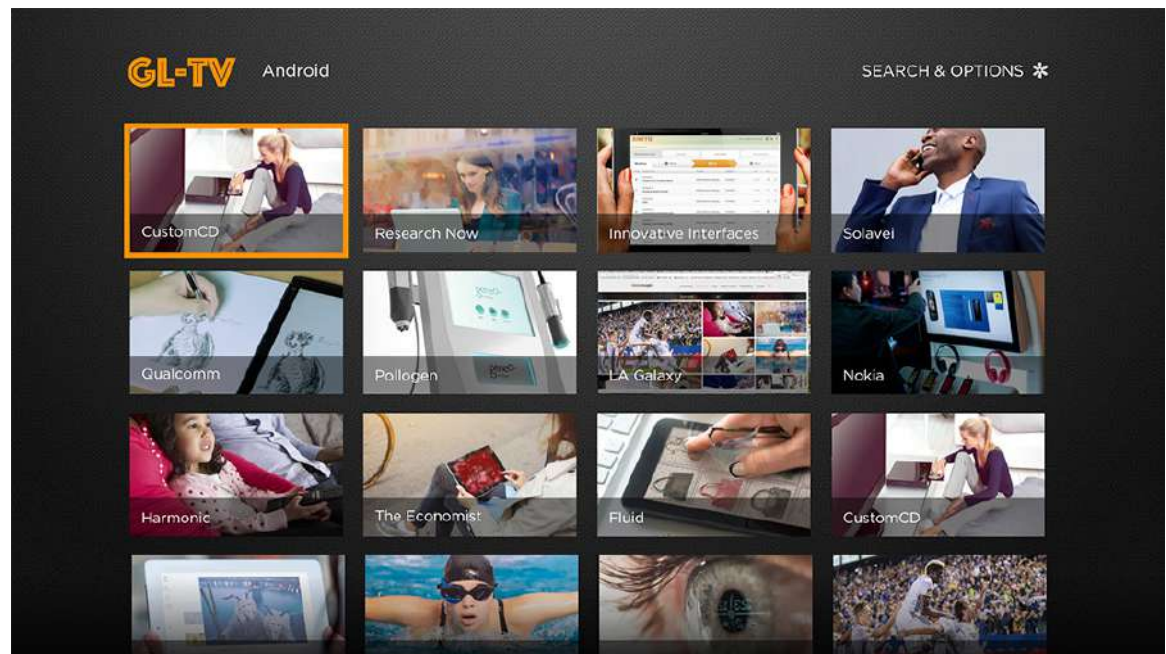 GL-TV Android SEARCH & OPTIONS *
CustomCD
Research Now
Innovative Interfaces
Solavei
Qualcomm
Pollogen
LA Galaxy
Nokia
Harmonic
The Economist
Fluid
CustomCD